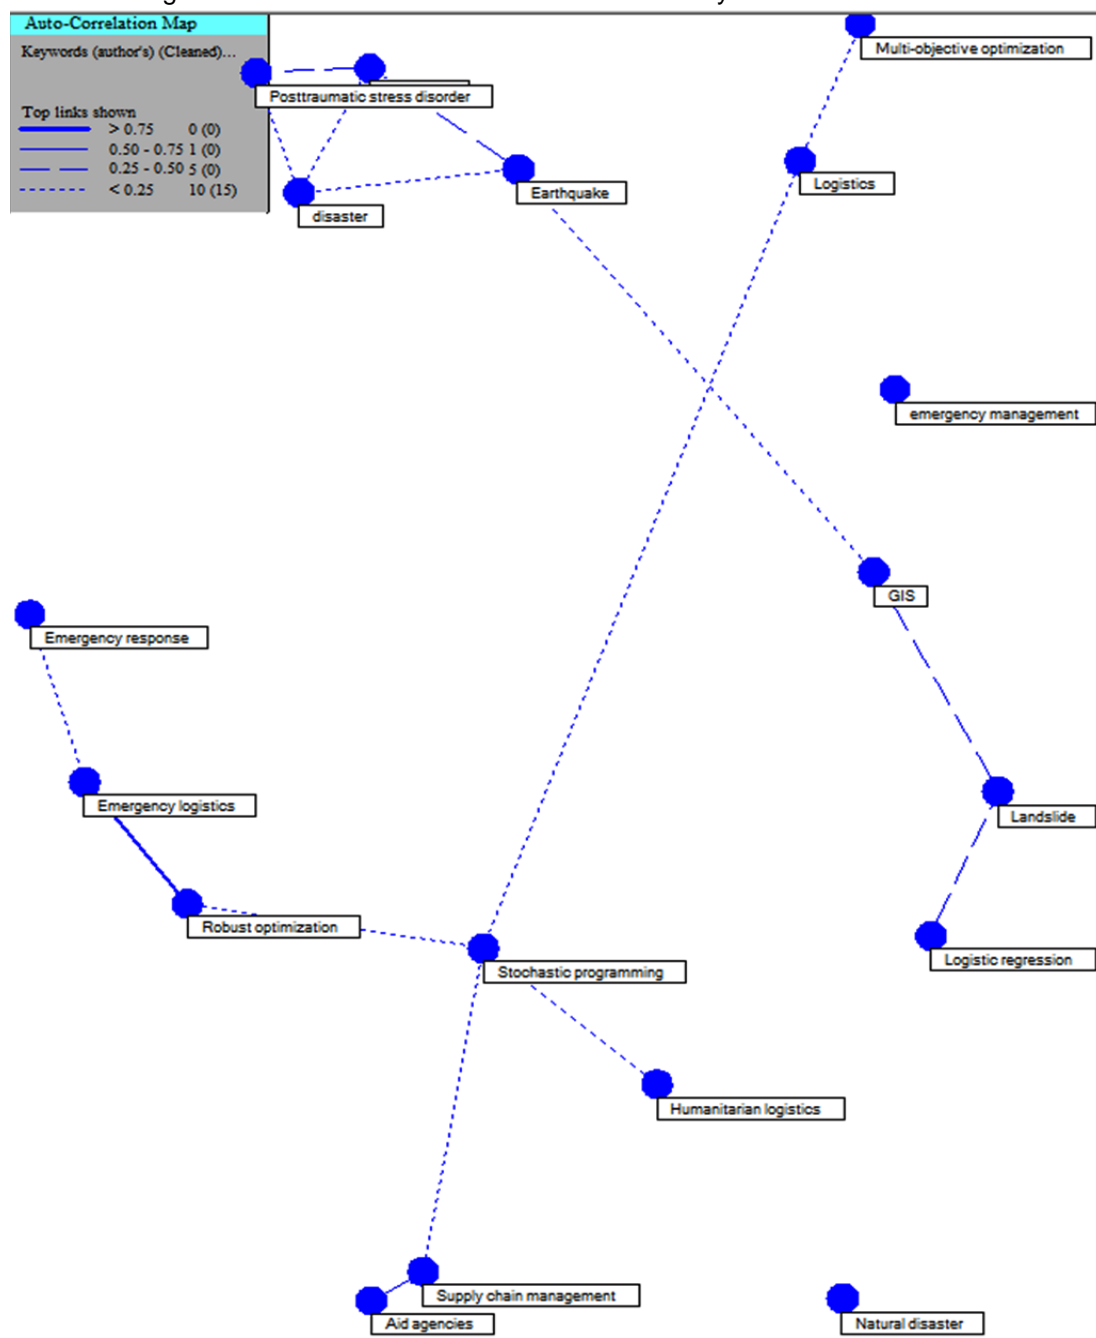 Auto-Correlation Map
Keywords (author's) (Cleaned)...
Top links shown
> 0.75 0 (0)
0.50 - 0.75 1 (0)
0.25 - 0.50 5 (0)
< 0.25 10 (15)
Multi-objective optimization
Posttraumatic stress disorder
Logistics
Earthquake
disaster
emergency management
GIS
Emergency response
Emergency logistics
Landslide
Robust optimization
Logistic regression
Stochastic programming
Humanitarian logistics
Supply chain management
Aid agencies
Natural disaster